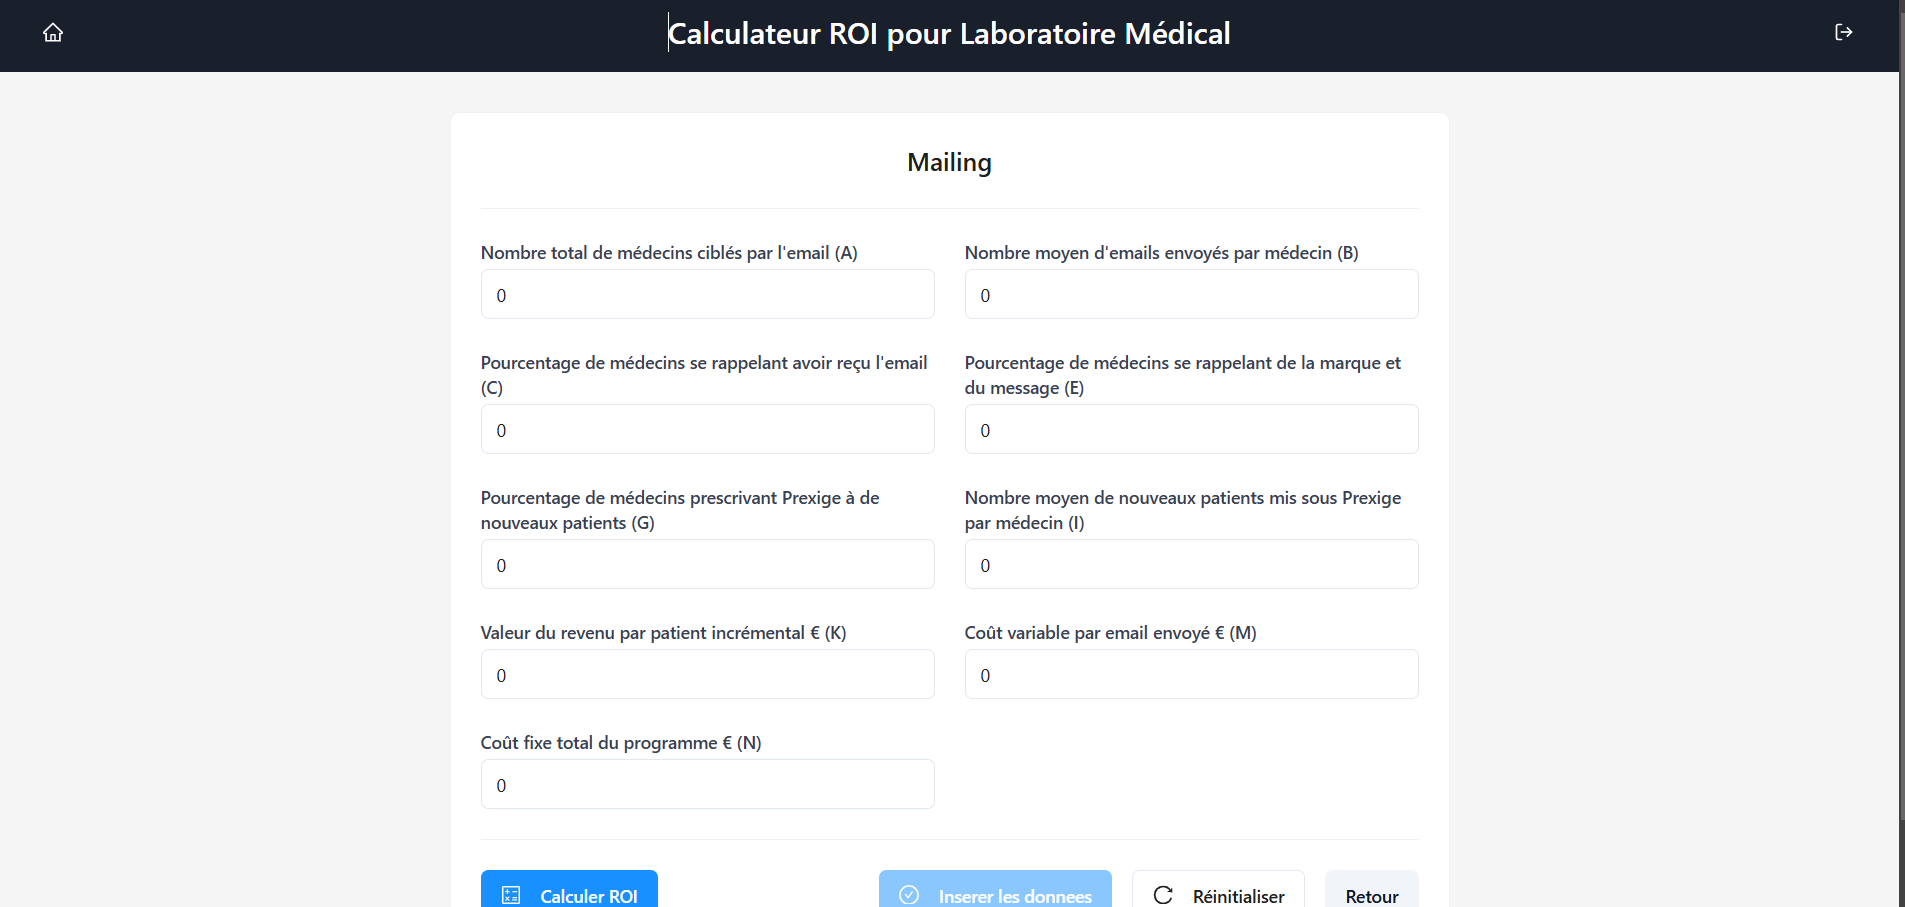 Calculateur ROI pour Laboratoire Médical
Mailing
Nombre total de médecins ciblés par l'email (A)
0
Nombre moyen d'emails envoyés par médecin (B)
0
Pourcentage de médecins se rappelant avoir reçu l'email
(C)
0
Pourcentage de médecins se rappelant de la marque et
du message (E)
0
Pourcentage de médecins prescrivant Prexige à de
nouveaux patients (G)
0
Nombre moyen de nouveaux patients mis sous Prexige
par médecin (I)
0
Valeur du revenu par patient incrémental € (K)
0
Coût variable par email envoyé € (M)
0
Coût fixe total du programme € (N)
0
Calculer ROI
Inserer les donnees
Réinitialiser
Retour